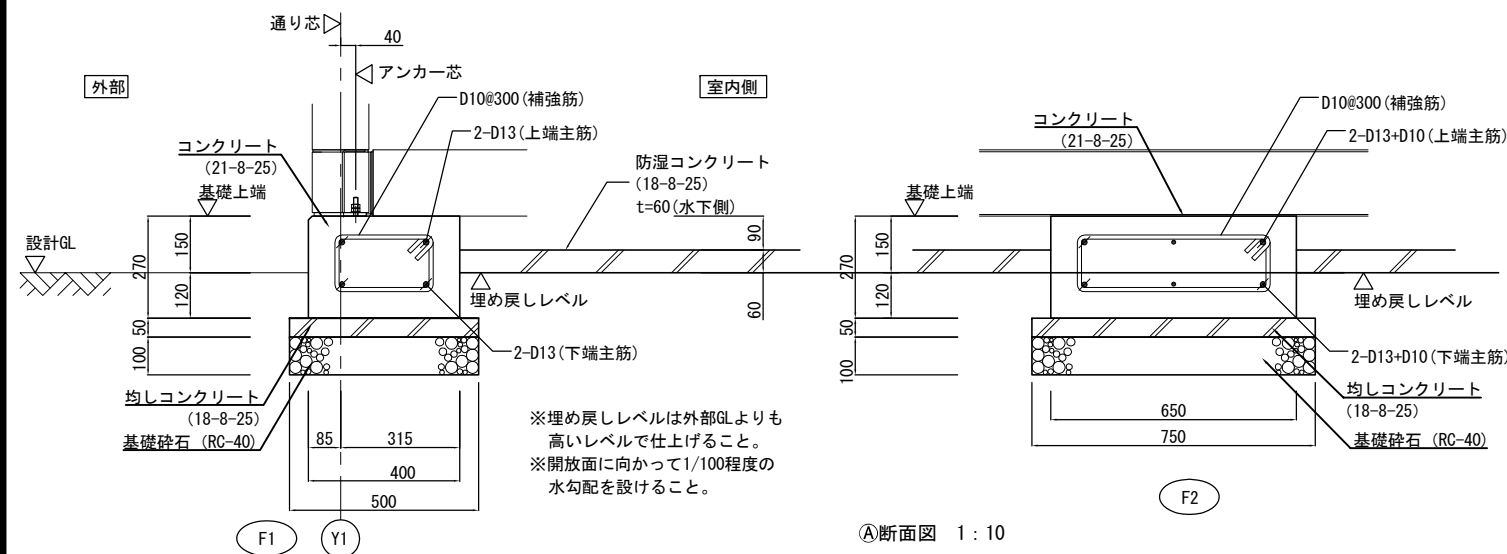 通り芯
40
外部
アンカー芯
室内側
D10@300(補強筋)
2-D13(上端主筋)
コンクリート
(21-8-25)
基礎上端
防湿コンクリート
(18-8-25)
t=60(水下側)
設計GL
270
150
120
50
100
90
60
埋め戻しレベル
2-D13(下端主筋)
均しコンクリート
(18-8-25)
基礎砕石 (RC-40)
85
315
400
500
※埋め戻しレベルは外部GLよりも
高いレベルで仕上げること。
※開放面に向かって1/100程度の
水勾配を設けること。
F1
Y1
D10@300(補強筋)
コンクリート
(21-8-25)
2-D13+D10(上端主筋)
基礎上端
270
150
120
50
100
埋め戻しレベル
2-D13+D10(下端主筋)
均しコンクリート
(18-8-25)
基礎砕石 (RC-40)
650
750
F2
Ⓐ断面図 1：10